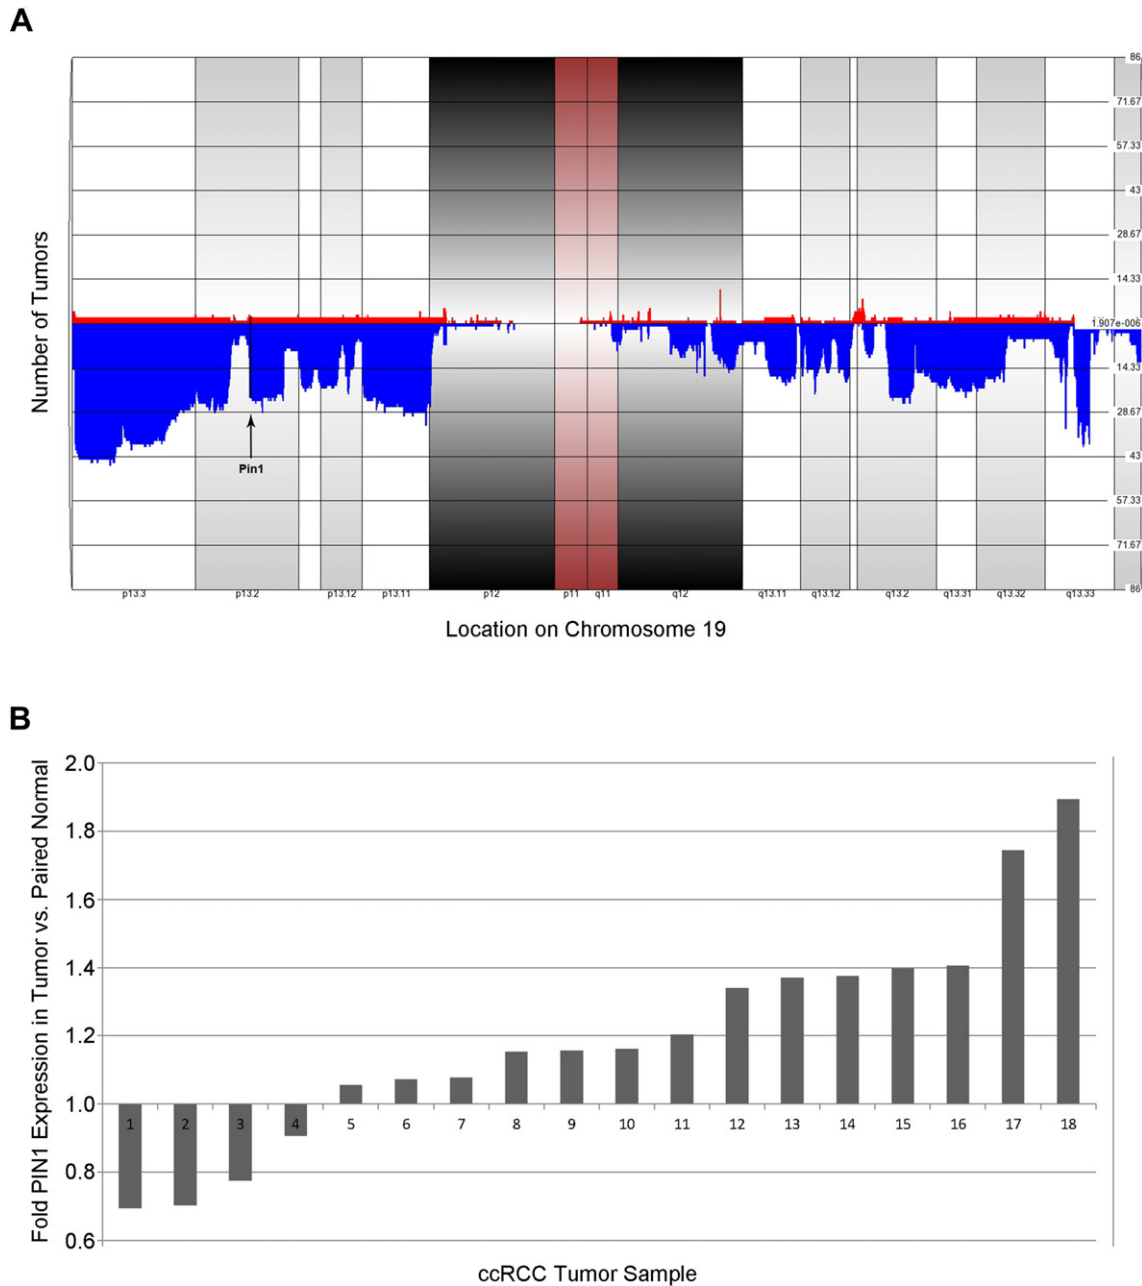 A
Number of Tumors
86
71.67
57.33
43
28.67
14.33
1.907e-006
14.33
28.67
43
57.33
71.67
86
Pin1
p13.3 p13.2 p13.12 p13.11 p12 p11 q11 q12 q13.11 q13.12 q13.2 q13.31 q13.32 q13.33
Location on Chromosome 19
B
Fold PIN1 Expression in Tumor vs. Paired Normal
2.0
1.8
1.6
1.4
1.2
1.0
0.8
0.6
1 2 3 4 5 6 7 8 9 10 11 12 13 14 15 16 17 18
ccRCC Tumor Sample